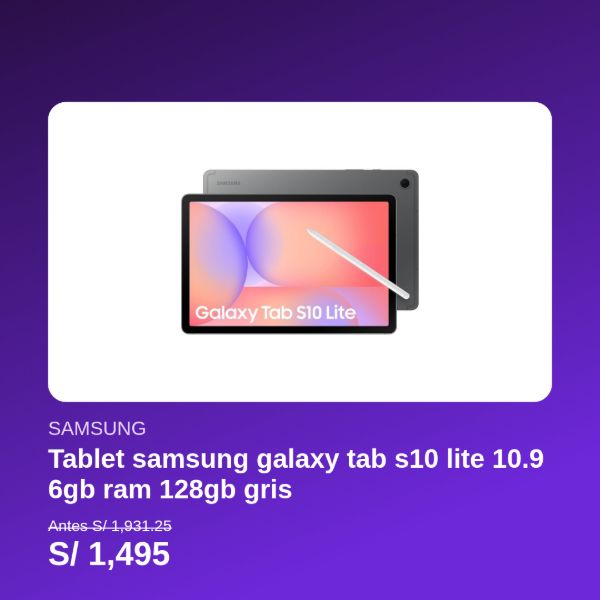 SAMSUNG
Galaxy Tab S10 Lite
SAMSUNG
Tablet samsung galaxy tab s10 lite 10.9
6gb ram 128gb gris
Antes S/ 1,931.25
S/ 1,495